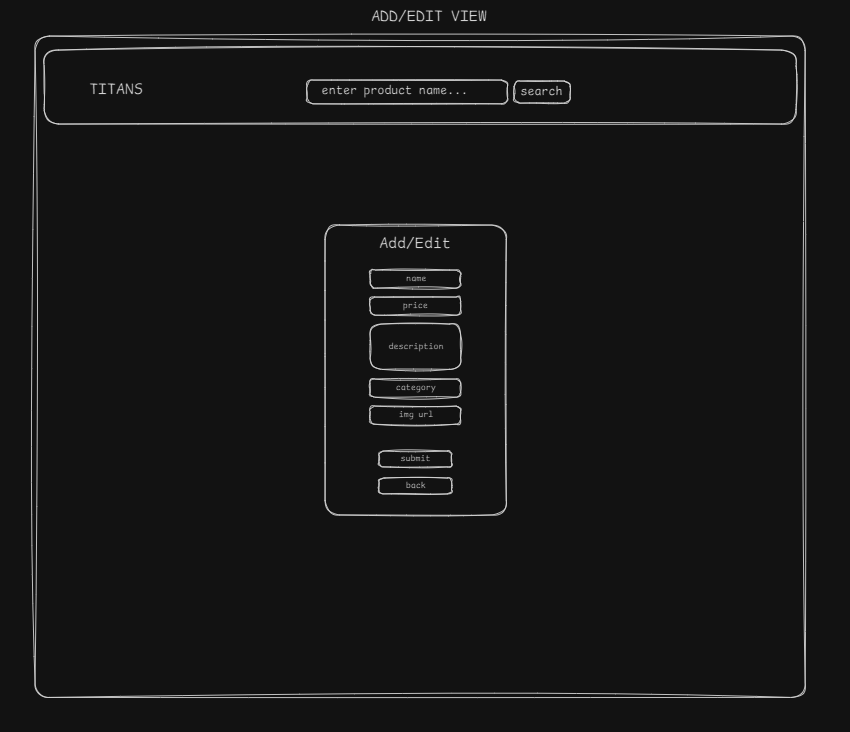 ADD/EDIT VIEW
TITANS
enter product name...
search
Add/Edit
name
price
description
category
img url
submit
back